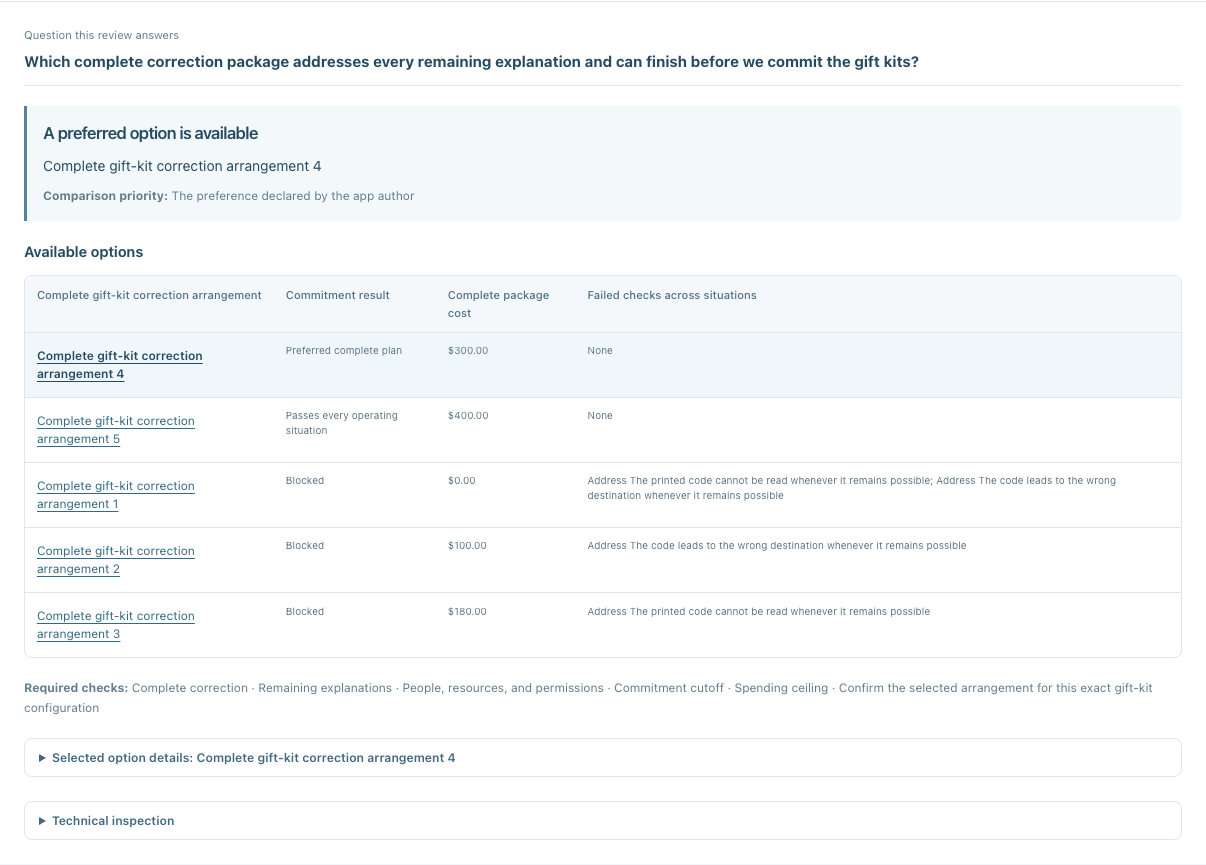 Question this review answers
Which complete correction package addresses every remaining explanation and can finish before we commit the gift kits?
A preferred option is available
Complete gift-kit correction arrangement 4
Comparison priority: The preference declared by the app author
Available options
Complete gift-kit correction arrangement
Commitment result
Complete package
cost
Failed checks across situations
Complete gift-kit correction
arrangement 4
Preferred complete plan
$300.00
None
Complete gift-kit correction
arrangement 5
Passes every operating
situation
$400.00
None
Complete gift-kit correction
arrangement 1
Blocked
$0.00
Address The printed code cannot be read whenever it remains possible; Address The code leads to the wrong
destination whenever it remains possible
Complete gift-kit correction
arrangement 2
Blocked
$100.00
Address The code leads to the wrong destination whenever it remains possible
Complete gift-kit correction
arrangement 3
Blocked
$180.00
Address The printed code cannot be read whenever it remains possible
Required checks: Complete correction · Remaining explanations · People, resources, and permissions · Commitment cutoff · Spending ceiling · Confirm the selected arrangement for this exact gift-kit
configuration
Selected option details: Complete gift-kit correction arrangement 4
Technical inspection